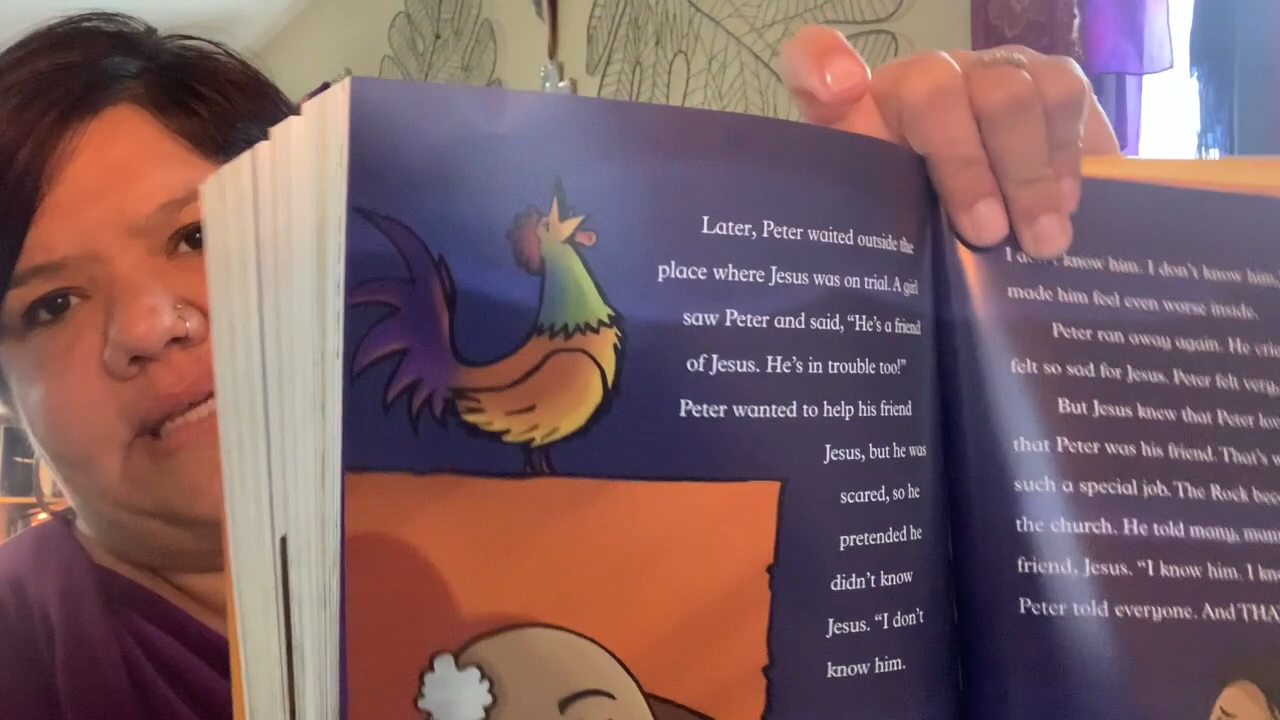 Later, Peter waited outside the
place where Jesus was on trial. A girl
saw Peter and said, "He's a friend
of Jesus. He's in trouble too!"
Peter wanted to help his friend
Jesus, but he was
scared, so he
pretended he
didn't know
Jesus. "I don't
know him.
I don't know him. I don't know him.
made him feel even worse inside.
Peter ran away again. He
felt so sad for Jesus. Peter felt very
But Jesus knew that Peter
that Peter was his friend. That's
such a special job. The Rock
the church. He told many, many
friend, Jesus. "I know him. I
Peter told everyone. And